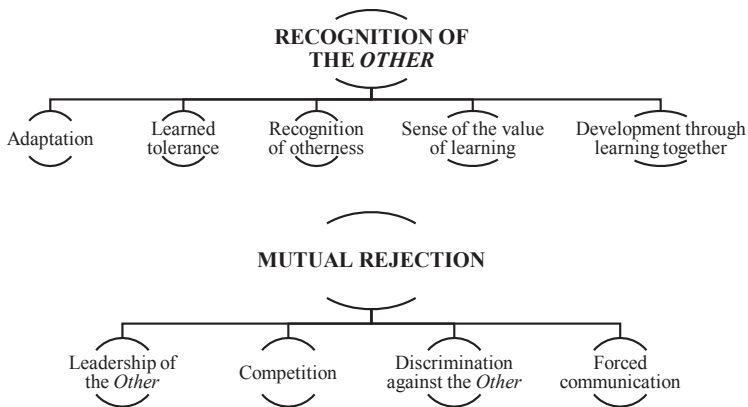 RECOGNITION OF
THE OTHER
Adaptation
Learned
tolerance
Recognition
of otherness
Sense of the value
of learning
Development through
learning together
MUTUAL REJECTION
Leadership of
the Other
Competition
Discrimination
against the Other
Forced
communication